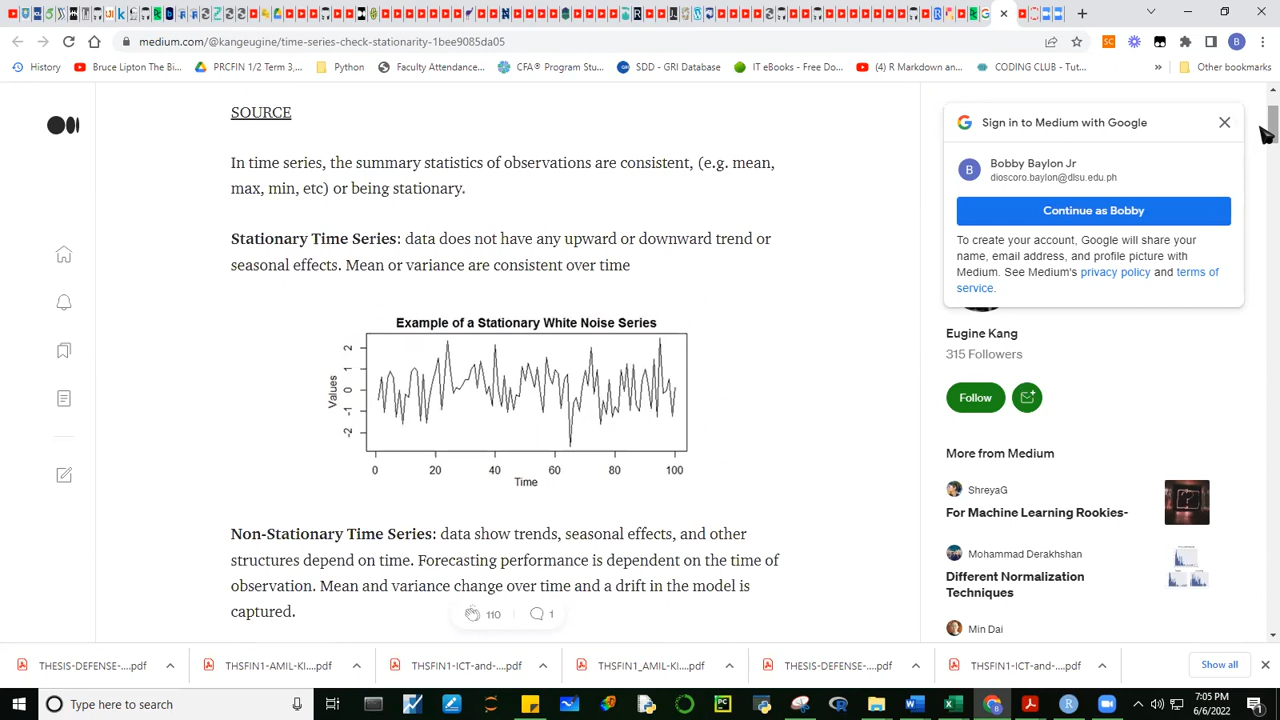 medium.com/@kangeugine/time-series-check-stationarity-1bee9085da05
History
Bruce Lipton The Bi...
PRCFIN 1/2 Term 3,...
Python
Faculty Attendance...
CFA® Program Stu...
SDD - GRI Database
IT eBooks - Free Do...
(4) R Markdown an...
CODING CLUB - Tut...
»
Other bookmarks
SOURCE
In time series, the summary statistics of observations are consistent, (e.g. mean,
max, min, etc) or being stationary.
Stationary Time Series: data does not have any upward or downward trend or
seasonal effects. Mean or variance are consistent over time
Example of a Stationary White Noise Series
Values
2
1
0
-1
-2
0 20 40 60 80 100
Time
Non-Stationary Time Series: data show trends, seasonal effects, and other
structures depend on time. Forecasting performance is dependent on the time of
observation. Mean and variance change over time and a drift in the model is
captured.
110
1
Sign in to Medium with Google
B
Bobby Baylon Jr
dioscoro.baylon@dlsu.edu.ph
Continue as Bobby
To create your account, Google will share your
name, email address, and profile picture with
Medium. See Medium's privacy policy and terms of
service.
Eugine Kang
315 Followers
Follow
More from Medium
ShreyaG
For Machine Learning Rookies-
Mohammad Derakhshan
Different Normalization
Techniques
Min Dai
THESIS-DEFENSE-....pdf
THSFIN1-AMIL-KI....pdf
THSFIN1-ICT-and-....pdf
THSFIN1_AMIL-KI....pdf
THESIS-DEFENSE-....pdf
THSFIN1-ICT-and-....pdf
Show all
Type here to search
7:05 PM
6/6/2022